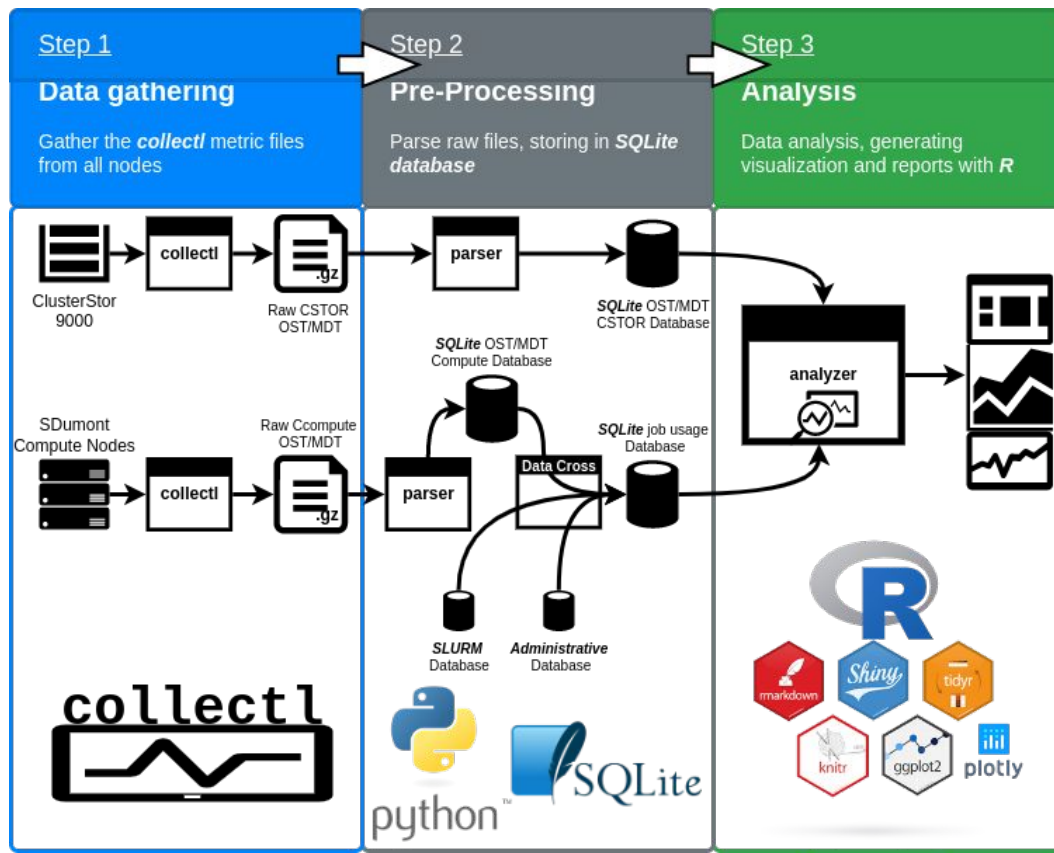 Step 1
Data gathering
Gather the collectl metric files
from all nodes
Step 2
Pre-Processing
Parse raw files, storing in SQLite
database
Step 3
Analysis
Data analysis, generating
visualization and reports with R
ClusterStor
9000
collectl
.gz
Raw CSTOR
OST/MDT
parser
SQLite OST/MDT
CSTOR Database
SQLite OST/MDT
Compute Database
analyzer
SDumont
Compute Nodes
collectl
Raw Ccompute
OST/MDT
.gz
parser
Data Cross
SQLite job usage
Database
SLURM
Database
Administrative
Database
collectl
python™
SQLite
R
rmarkdown
Shiny
tidyr
knitr
ggplot2
plotly